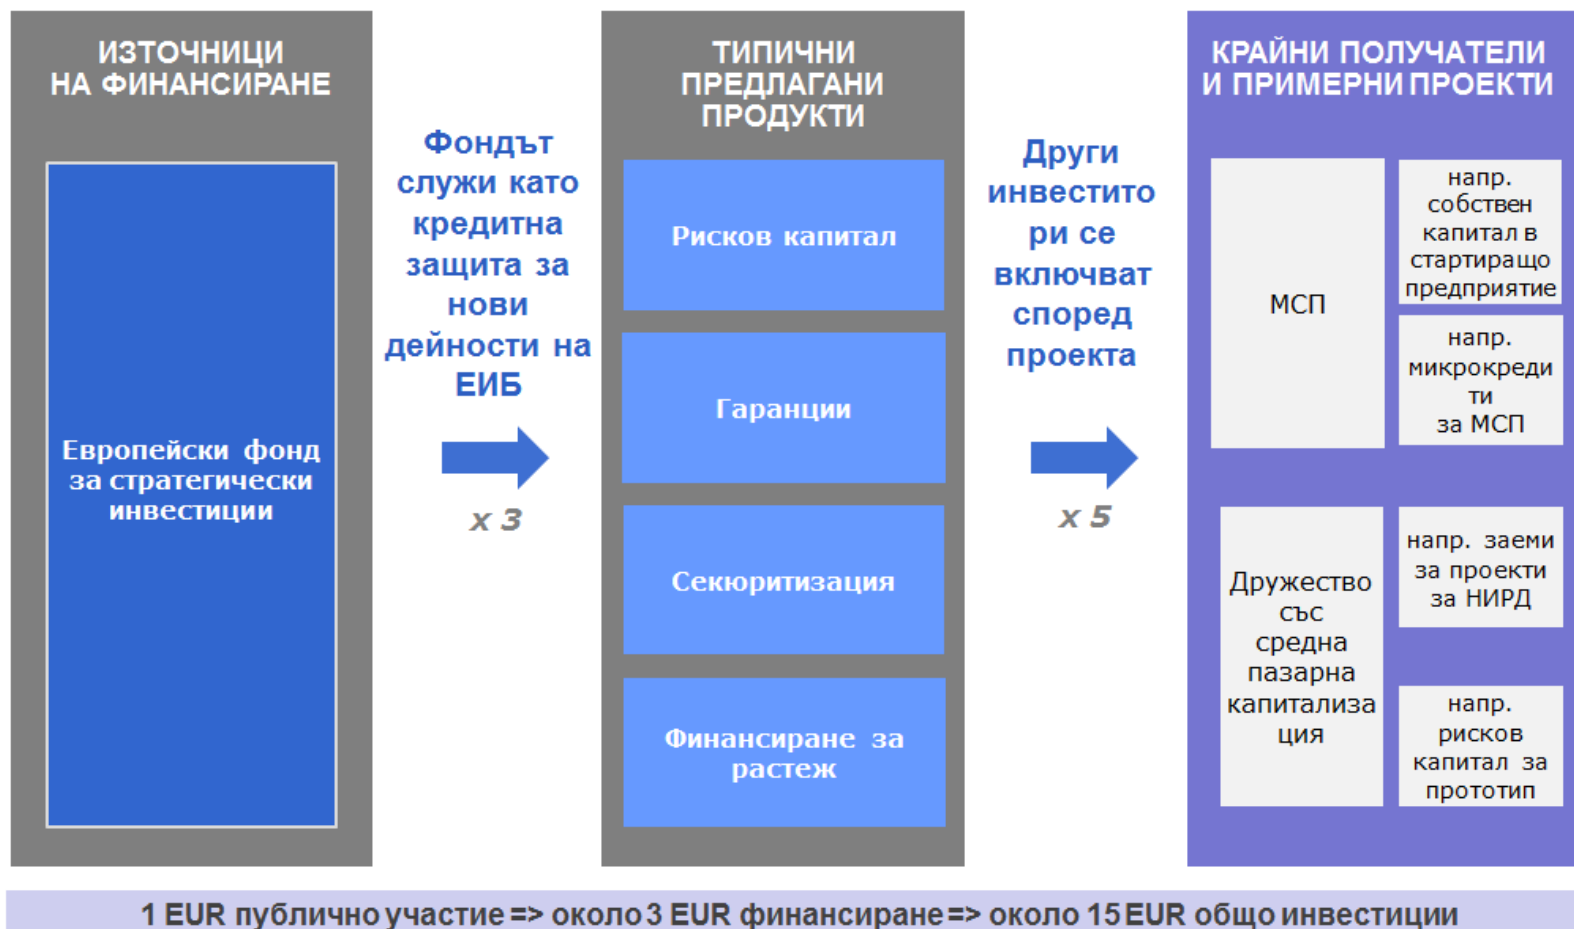 ИЗТОЧНИЦИ
НА ФИНАНСИРАНЕ
Европейски фонд
за стратегически
инвестиции
Фондът
служи като
кредитна
защита за
нови
дейности на
ЕИБ
x 3
ТИПИЧНИ
ПРЕДЛАГАНИ
ПРОДУКТИ
Рисков капитал
Гаранции
Секюритизация
Финансиране за
растеж
Други
инвестито
ри се
включват
според
проекта
x 5
КРАЙНИ ПОЛУЧАТЕЛИ
И ПРИМЕРНИ ПРОЕКТИ
МСП
напр.
собствен
капитал в
стартиращо
предприятие
напр.
микрокреди
ти
за МСП
Дружество
със
средна
пазарна
капитализа
ция
напр. заеми
за проекти
за НИРД
напр.
рисков
капитал за
прототип
1 EUR публично участие => около 3 EUR финансиране => около 15 EUR общо инвестиции